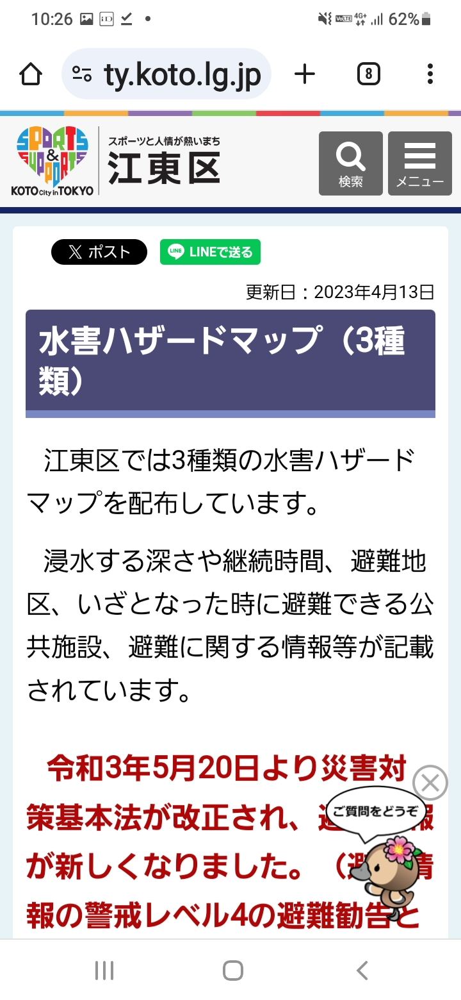 10:26 iD VoLTE 4G+ 62%
ty.koto.lg.jp 8
SPORTS & SUPPORTS
KOTO City in TOKYO
スポーツと人情が熱いまち
江東区
検索
メニュー
ポスト
LINE LINEで送る
更新日：2023年4月13日
水害ハザードマップ（3種
類）
江東区では3種類の水害ハザード
マップを配布しています。
浸水する深さや継続時間、避難地
区、いざとなった時に避難できる公
共施設、避難に関する情報等が記載
されています。
令和3年5月20日より災害対
策基本法が改正され、
報
ご質問をどうぞ
が新しくなりました。（
情
報の警戒レベル4の避難勧告と